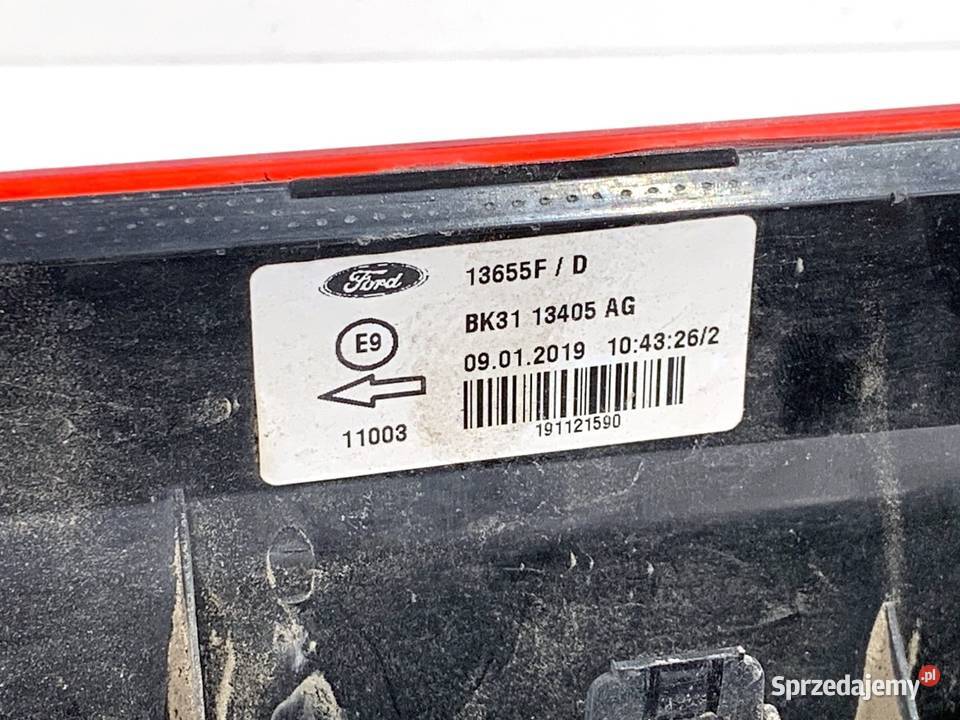 Ford
13655F / D
BK31 13405 AG
E9
09.01.2019 10:43:26/2
11003
191121590
Sprzedajemy.pl